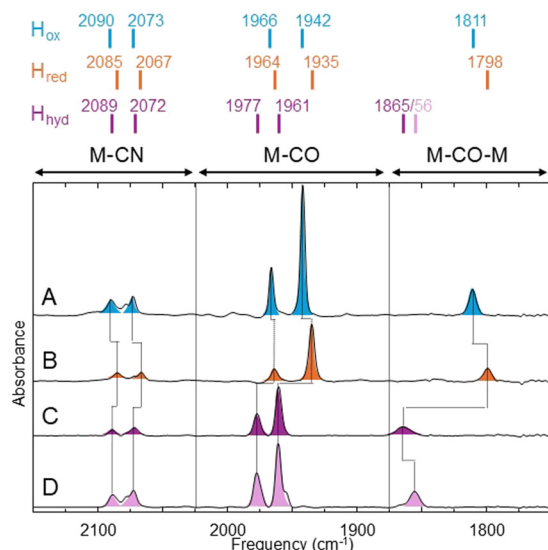 2090 2073 1966 1942 1811
Hox
2085 2067 1964 1935 1798
Hred
2089 2072 1977 1961 1865/56
Hhyd
M-CN M-CO M-CO-M
A
B
C
D
Absorbance
2100 2000 1900 1800
Frequency (cm-1)